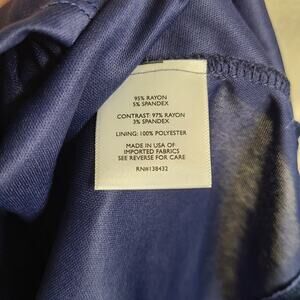 95% RAYON
5% SPANDEX
CONTRAST: 97% RAYON
3% SPANDEX
LINING: 100% POLYESTER
MADE IN USA OF
IMPORTED FABRICS
SEE REVERSE FOR CARE
RN#138432